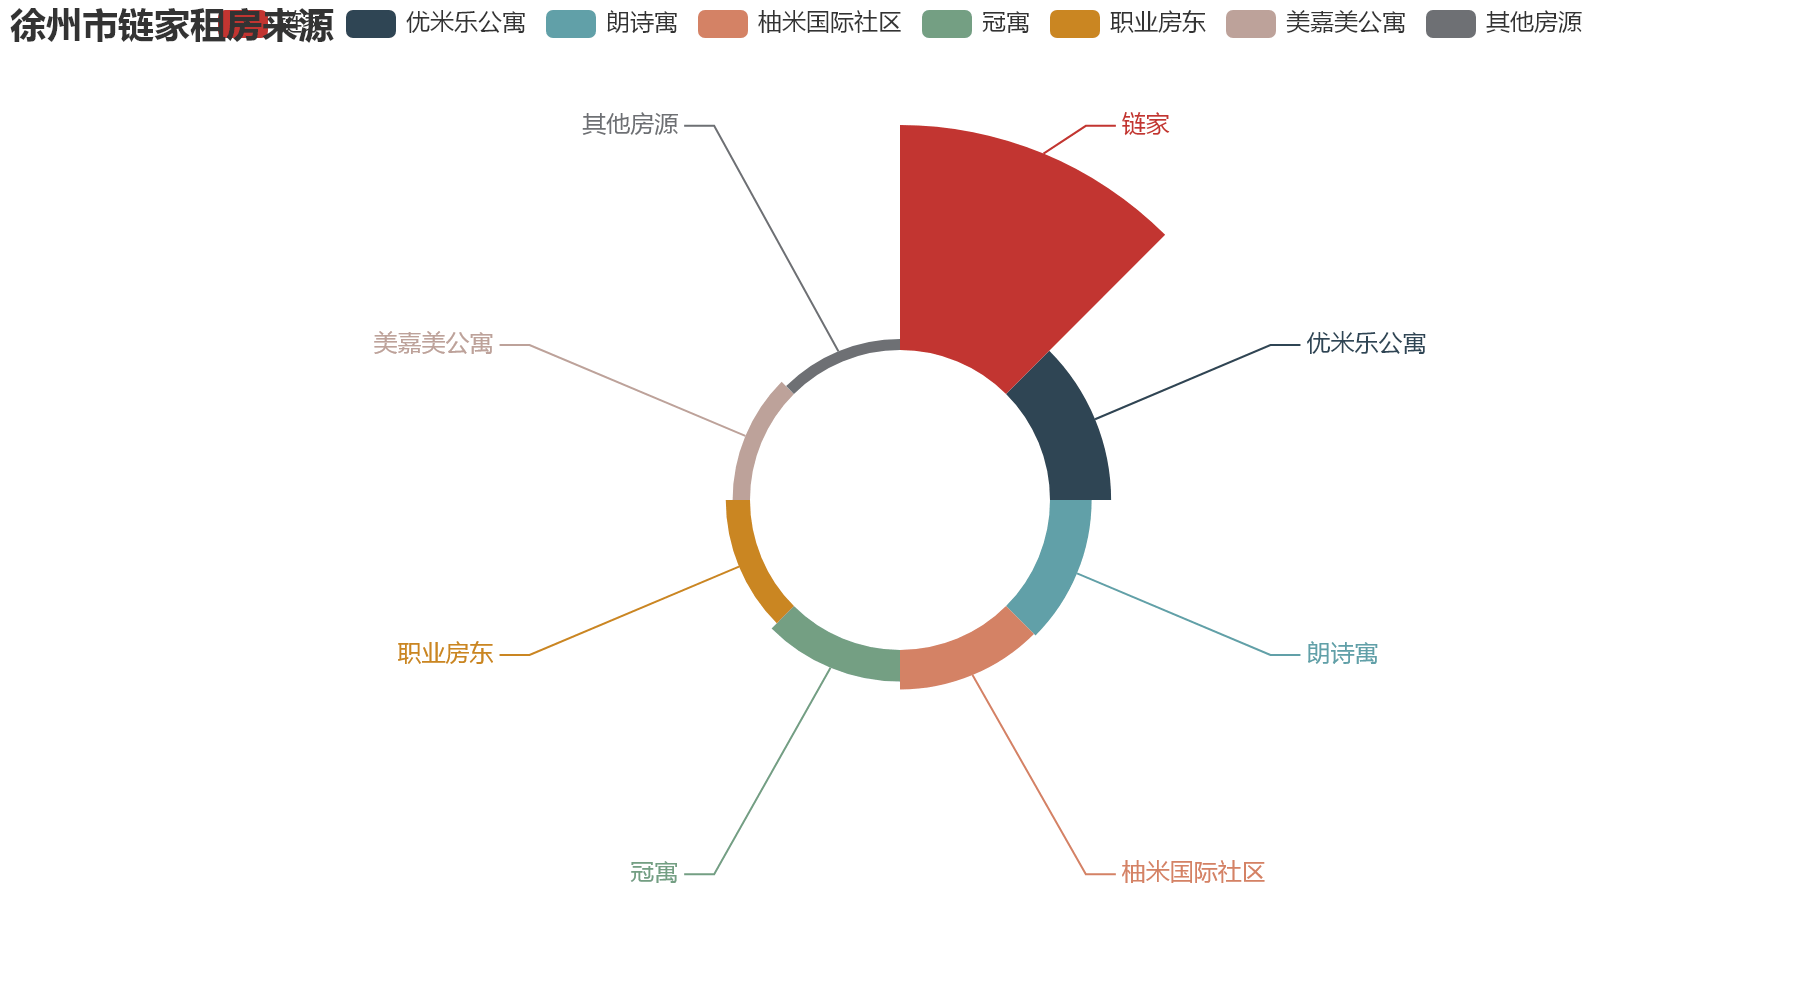 徐州市链家租房来源
链家 优米乐公寓 朗诗寓 柚米国际社区 冠寓 职业房东 美嘉美公寓 其他房源
其他房源 链家
美嘉美公寓 优米乐公寓
职业房东 朗诗寓
冠寓 柚米国际社区